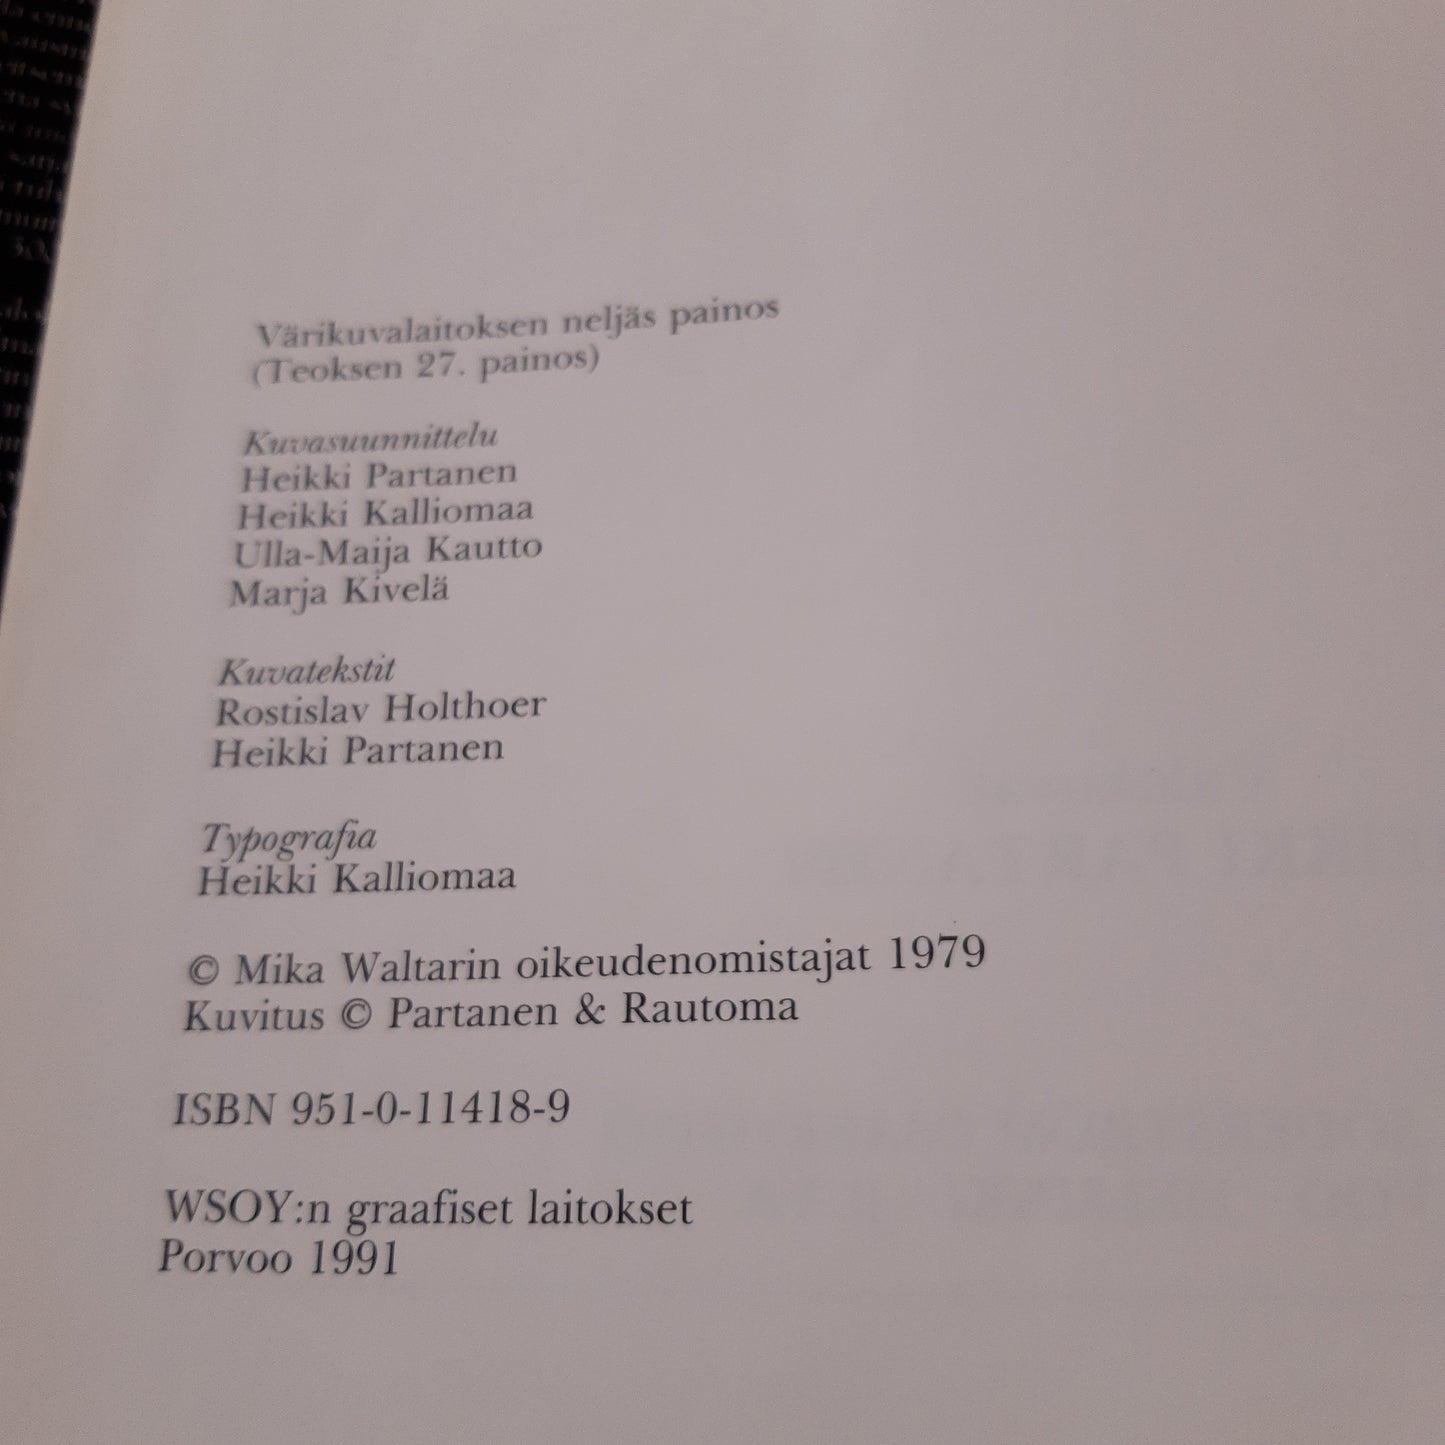 Värikuvalaitoksen neljäs painos
(Teoksen 27. painos)
Kuvasuunnittelu
Heikki Partanen
Heikki Kalliomaa
Ulla-Maija Kautto
Marja Kivelä
Kuvatekstit
Rostislav Holthoer
Heikki Partanen
Typografia
Heikki Kalliomaa
© Mika Waltarin oikeudenomistajat 1979
Kuvitus © Partanen & Rautoma
ISBN 951-0-11418-9
WSOY:n graafiset laitokset
Porvoo 1991